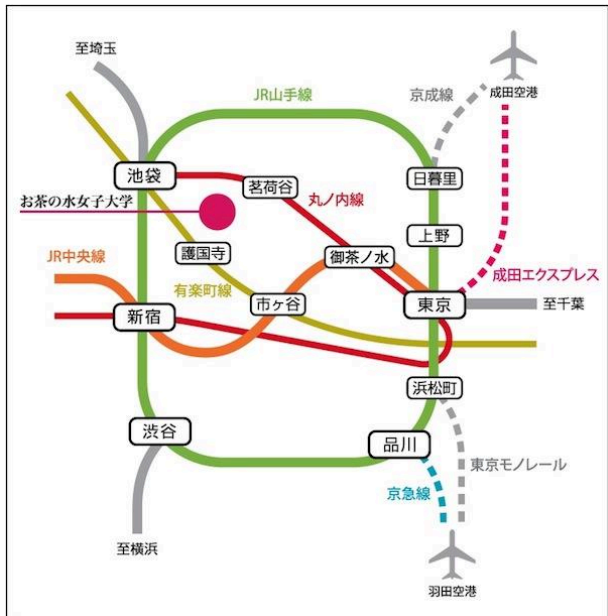 至埼玉
JR山手線
京成線
成田空港
池袋
茗荷谷
丸ノ内線
日暮里
お茶の水女子大学
上野
護国寺
御茶ノ水
JR中央線
成田エクスプレス
有楽町線
市ヶ谷
東京
至千葉
新宿
浜松町
渋谷
品川
東京モノレール
京急線
至横浜
羽田空港